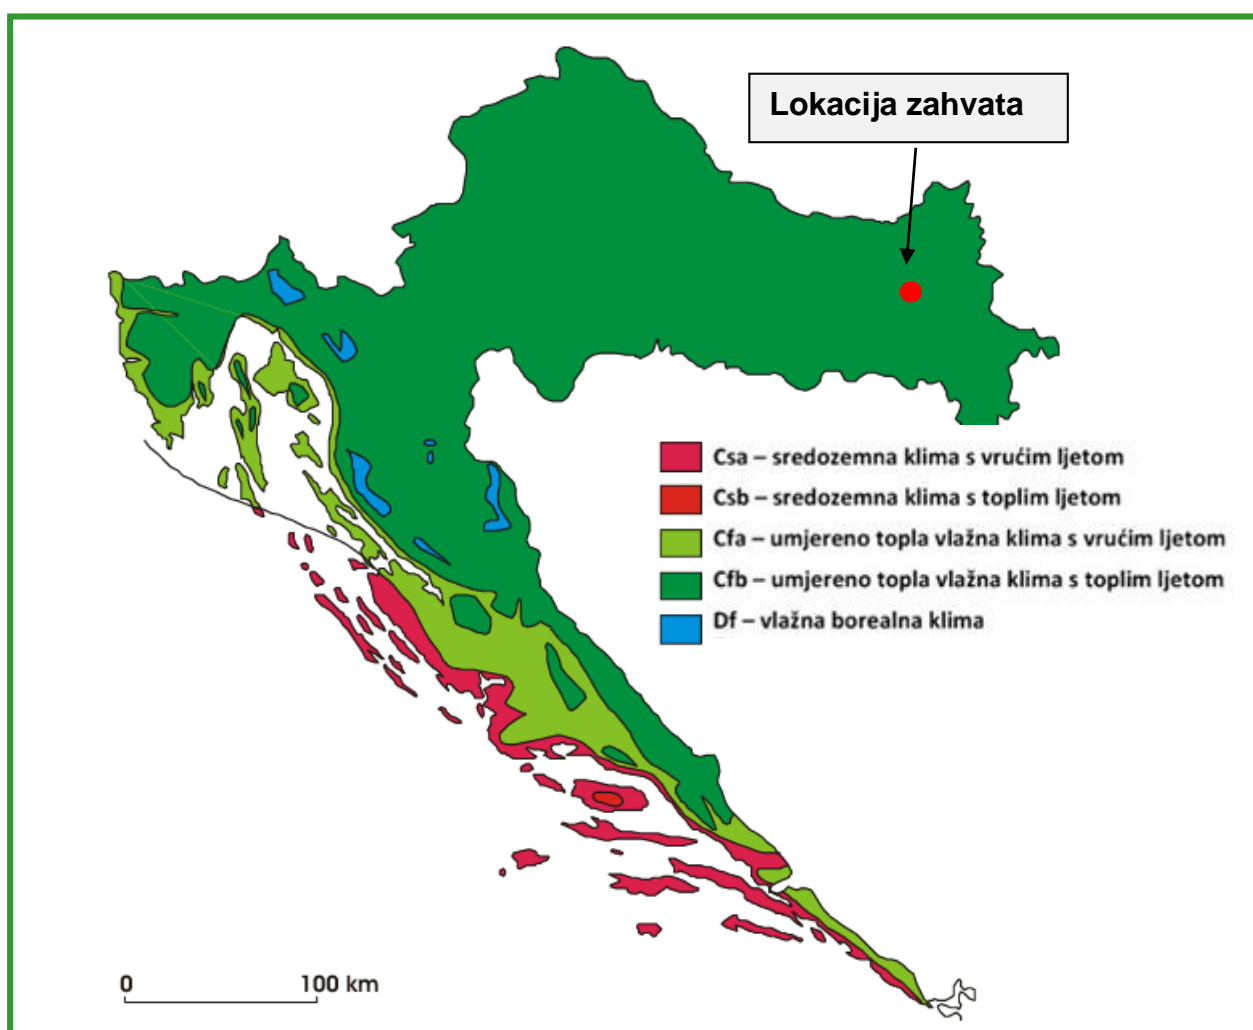 Lokacija zahvata
Csa – sredozemna klima s vrućim ljetom
Csb – sredozemna klima s toplim ljetom
Cfa – umjereno topla vlažna klima s vrućim ljetom
Cfb – umjereno topla vlažna klima s toplim ljetom
Df – vlažna borealna klima
0 100 km